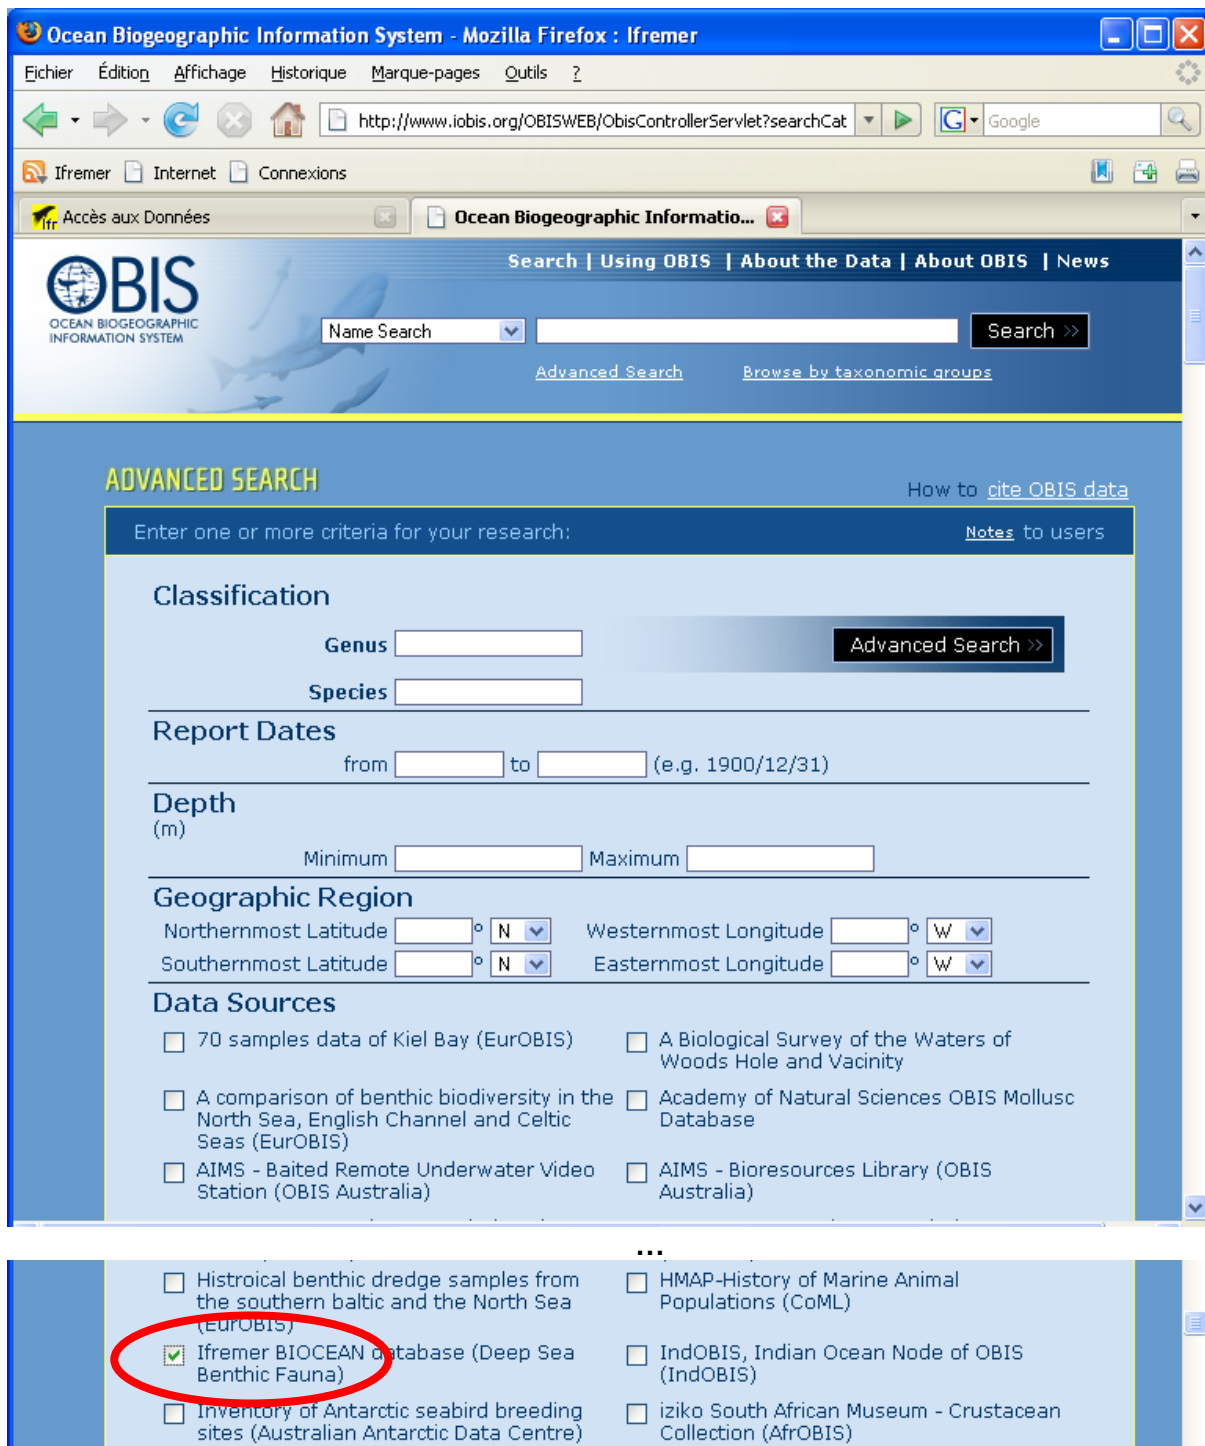 Ocean Biogeographic Information System - Mozilla Firefox : Ifremer
Fichier Édition Affichage Historique Marque-pages Outils ?
http://www.iobis.org/OBISWEB/ObisControllerServlet?searchCat
G Google
Ifremer Internet Connexions
Ifr Accès aux Données Ocean Biogeographic Informatio...
Search | Using OBIS | About the Data | About OBIS | News
OBIS
OCEAN BIOGEOGRAPHIC
INFORMATION SYSTEM
Name Search Search >>
Advanced Search Browse by taxonomic groups
ADVANCED SEARCH
How to cite OBIS data
Enter one or more criteria for your research: Notes to users
Classification
Genus Advanced Search >>
Species
Report Dates
from to (e.g. 1900/12/31)
Depth
(m)
Minimum Maximum
Geographic Region
Northernmost Latitude ° N Westernmost Longitude ° W
Southernmost Latitude ° N Easternmost Longitude ° W
Data Sources
70 samples data of Kiel Bay (EurOBIS)
A Biological Survey of the Waters of
Woods Hole and Vacinity
A comparison of benthic biodiversity in the
North Sea, English Channel and Celtic
Seas (EurOBIS)
Academy of Natural Sciences OBIS Mollusc
Database
AIMS - Baited Remote Underwater Video
Station (OBIS Australia)
AIMS - Bioresources Library (OBIS
Australia)
...
Histroical benthic dredge samples from
the southern baltic and the North Sea
(EurOBIS)
HMAP-History of Marine Animal
Populations (CoML)
Ifremer BIOCEAN database (Deep Sea
Benthic Fauna)
IndOBIS, Indian Ocean Node of OBIS
(IndOBIS)
Inventory of Antarctic seabird breeding
sites (Australian Antarctic Data Centre)
iziko South African Museum - Crustacean
Collection (AfrOBIS)